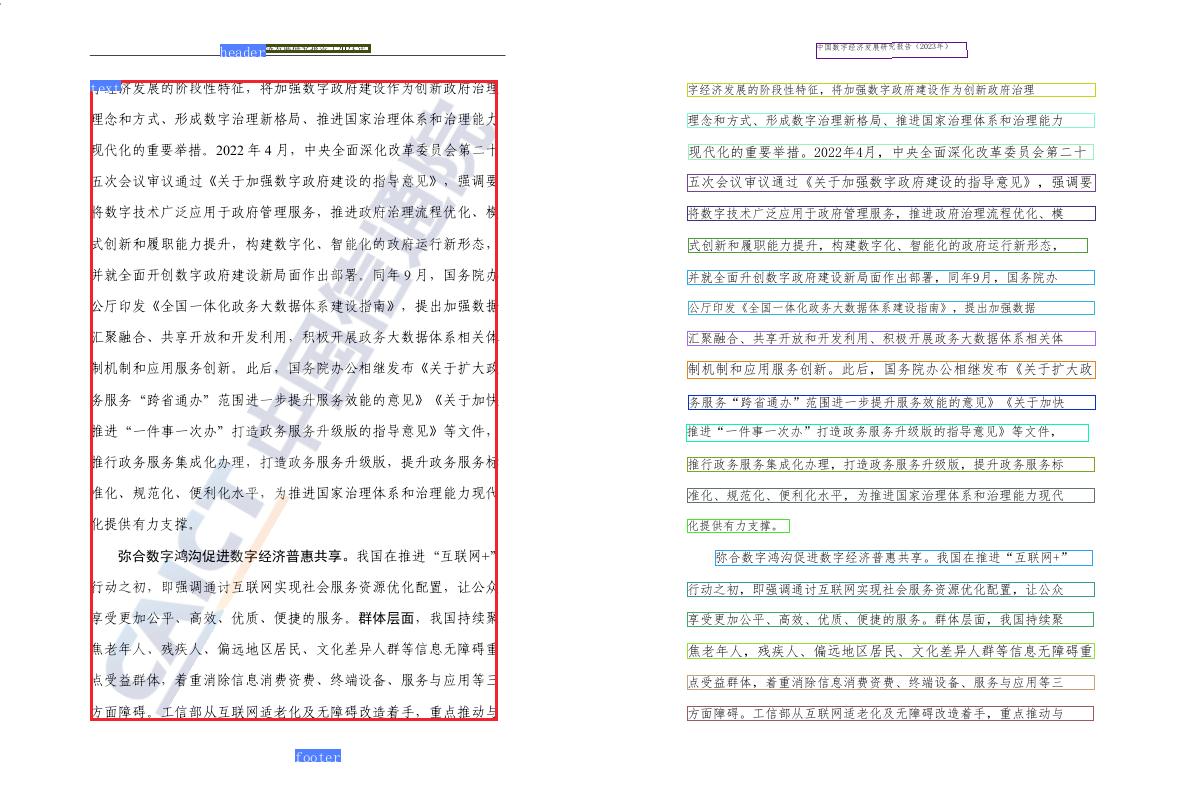 header
text
济发展的阶段性特征，将加强数字政府建设作为创新政府治理
理念和方式、形成数字治理新格局、推进国家治理体系和治理能力
现代化的重要举措。2022 年 4 月，中央全面深化改革委员会第二十
五次会议审议通过《关于加强数字政府建设的指导意见》，强调要
将数字技术广泛应用于政府管理服务，推进政府治理流程优化、模
式创新和履职能力提升，构建数字化、智能化的政府运行新形态，
并就全面开创数字政府建设新局面作出部署。同年 9 月，国务院办
公厅印发《全国一体化政务大数据体系建设指南》，提出加强数据
汇聚融合、共享开放和开发利用，积极开展政务大数据体系相关体
制机制和应用服务创新。此后，国务院办公相继发布《关于扩大政
务服务“跨省通办”范围进一步提升服务效能的意见》《关于加快
推进“一件事一次办”打造政务服务升级版的指导意见》等文件，
推行政务服务集成化办理，打造政务服务升级版，提升政务服务标
准化、规范化、便利化水平，为推进国家治理体系和治理能力现代
化提供有力支撑。
弥合数字鸿沟促进数字经济普惠共享。我国在推进“互联网+”
行动之初，即强调通过互联网实现社会服务资源优化配置，让公众
享受更加公平、高效、优质、便捷的服务。群体层面，我国持续聚
焦老年人、残疾人、偏远地区居民、文化差异人群等信息无障碍重
点受益群体，着重消除信息消费资费、终端设备、服务与应用等三
方面障碍。工信部从互联网适老化及无障碍改造着手，重点推动与
CAICT 中国信通院
footer
中国数字经济发展研究报告（2023年）
字经济发展的阶段性特征，将加强数字政府建设作为创新政府治理
理念和方式、形成数字治理新格局、推进国家治理体系和治理能力
现代化的重要举措。2022年4月，中央全面深化改革委员会第二十
五次会议审议通过《关于加强数字政府建设的指导意见》，强调要
将数字技术广泛应用于政府管理服务，推进政府治理流程优化、模
式创新和履职能力提升，构建数字化、智能化的政府运行新形态，
并就全面升创数字政府建设新局面作出部署，同年9月，国务院办
公厅印发《全国一体化政务大数据体系建设指南》，提出加强数据
汇聚融合、共享开放和开发利用、积极开展政务大数据体系相关体
制机制和应用服务创新。此后，国务院办公相继发布《关于扩大政
务服务“跨省通办”范围进一步提升服务效能的意见》《关于加快
推进“一件事一次办”打造政务服务升级版的指导意见》等文件，
推行政务服务集成化办理，打造政务服务升级版，提升政务服务标
准化、规范化、便利化水平，为推进国家治理体系和治理能力现代
化提供有力支撑。
弥合数字鸿沟促进数字经济普惠共享。我国在推进“互联网+”
行动之初，即强调通过互联网实现社会服务资源优化配置，让公众
享受更加公平、高效、优质、便捷的服务。群体层面，我国持续聚
焦老年人，残疾人、偏远地区居民、文化差异人群等信息无障碍重
点受益群体，着重消除信息消费资费、终端设备、服务与应用等三
方面障碍。工信部从互联网适老化及无障碍改造着手，重点推动与